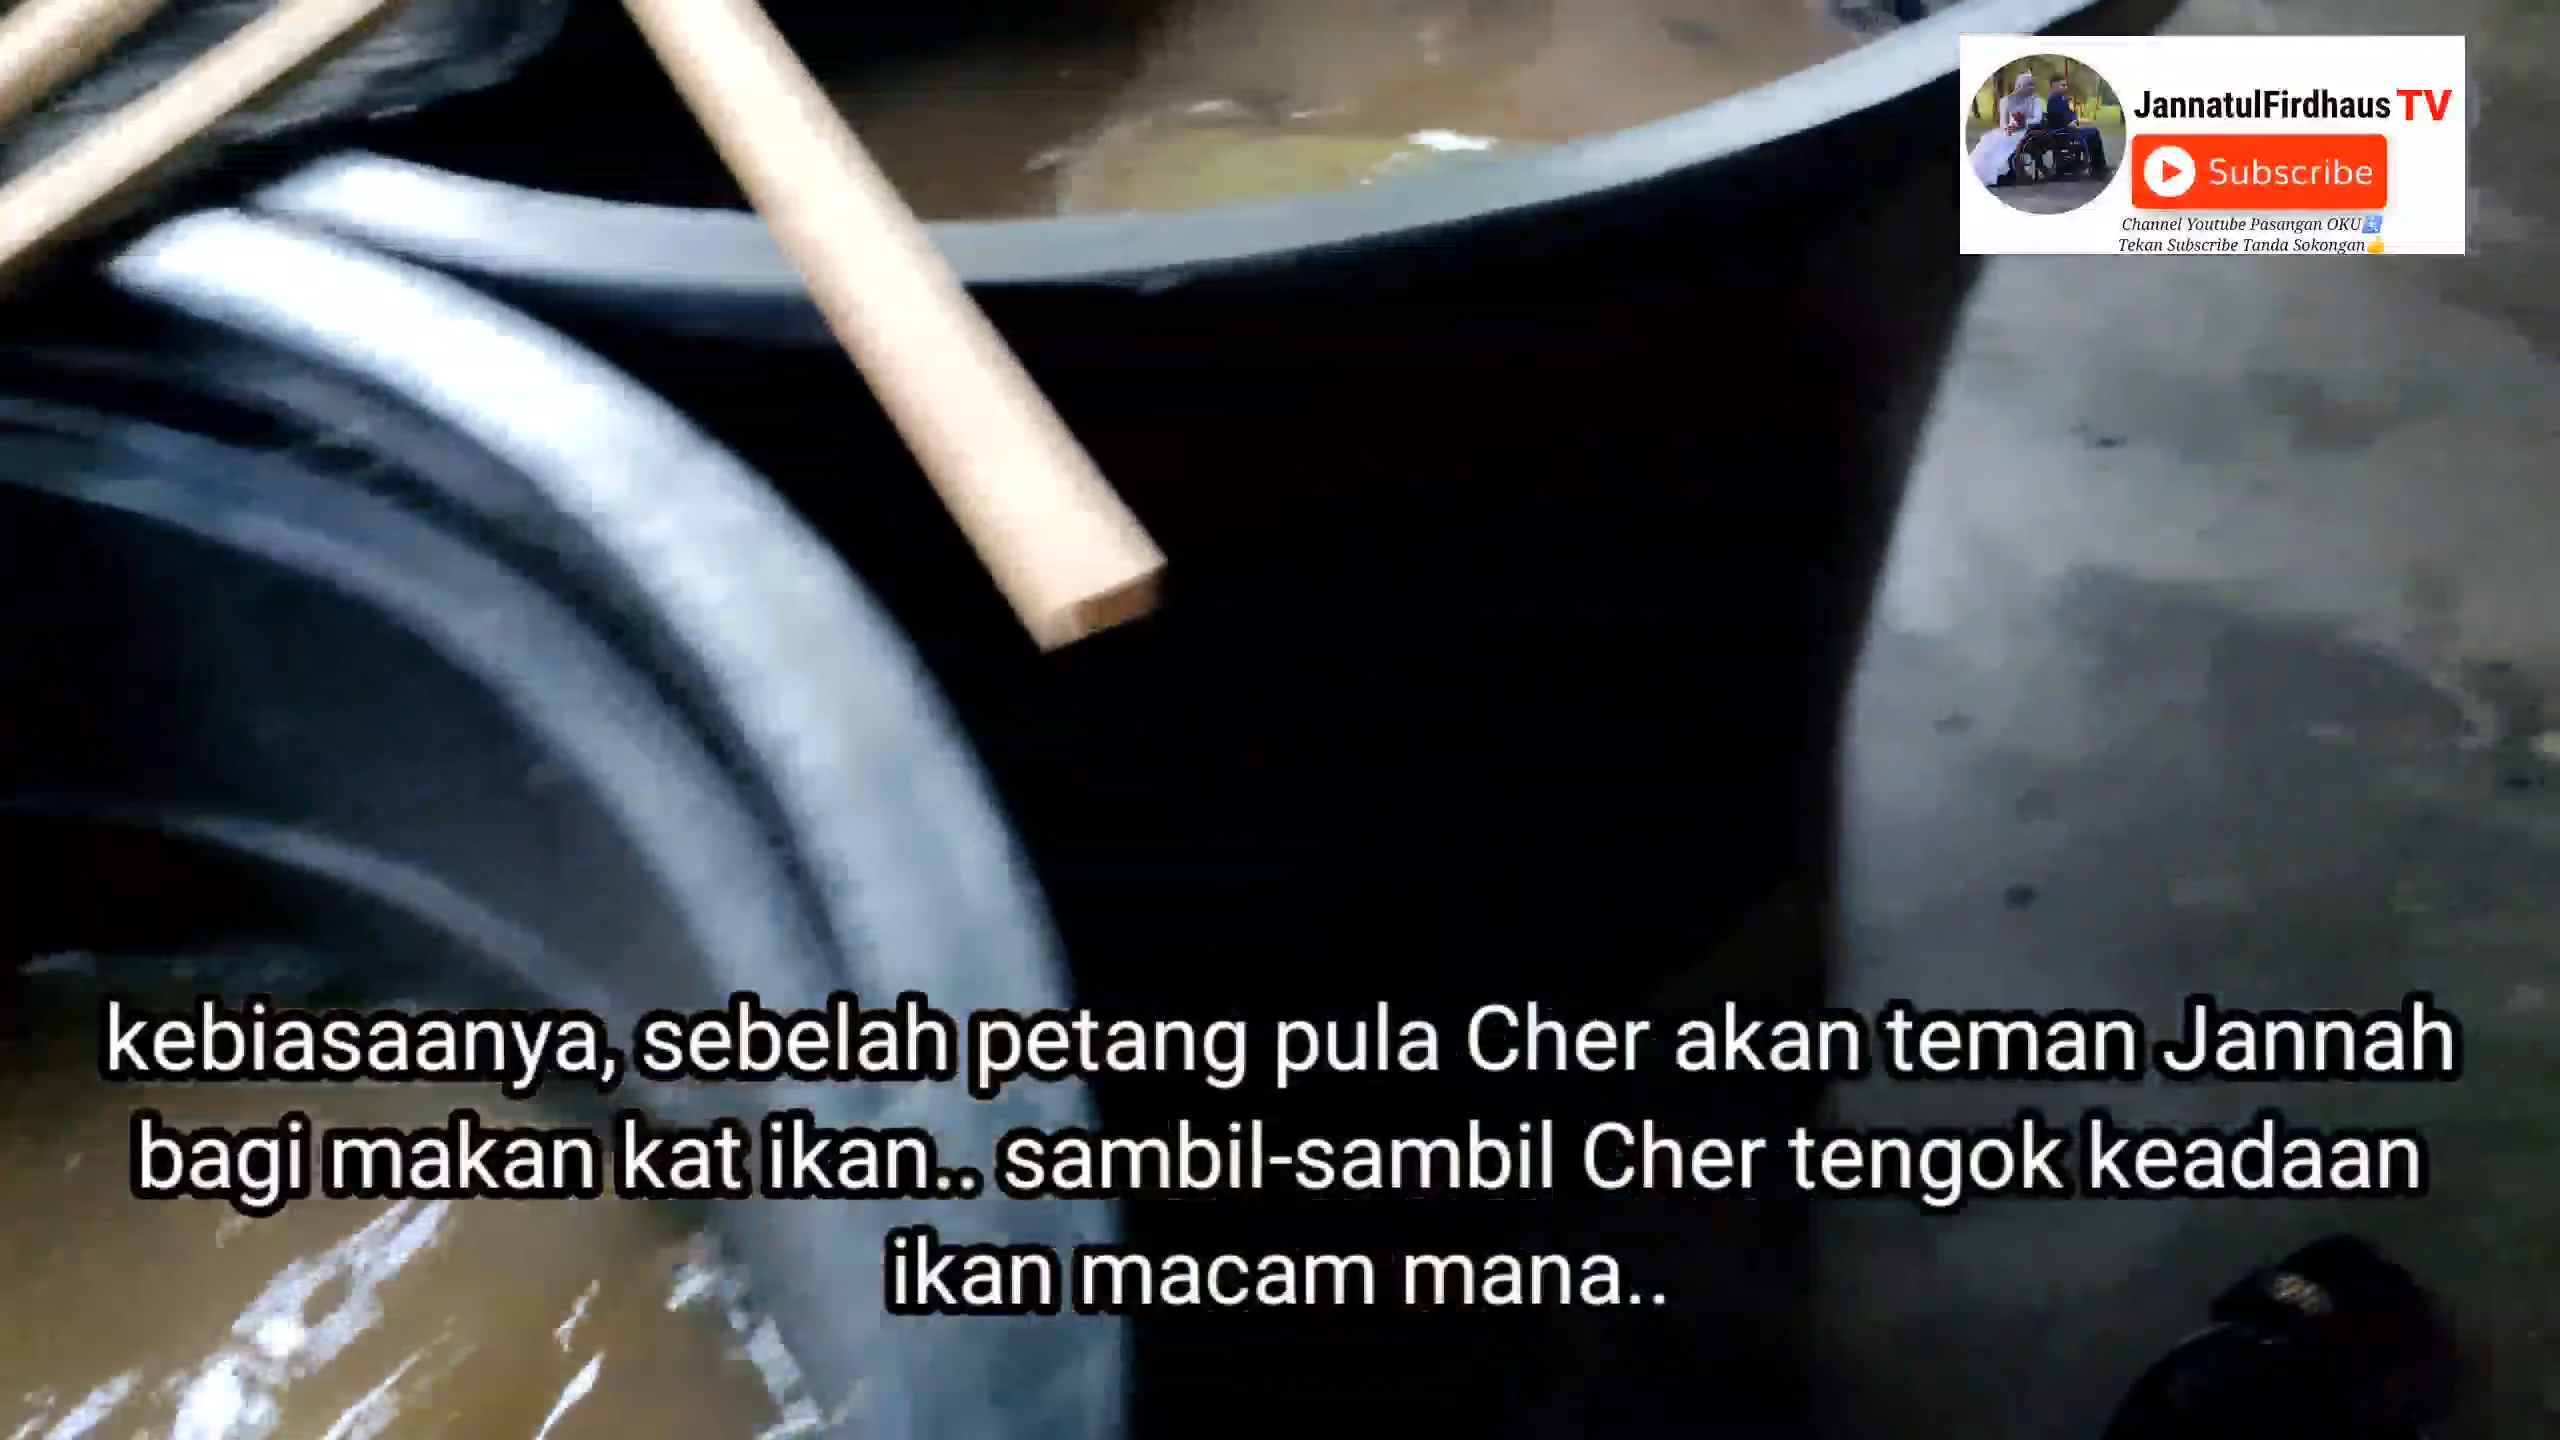 JannatulFirdhaus TV
Subscribe
Channel Youtube Pasangan OKU♿
Tekan Subscribe Tanda Sokongan👍
kebiasaanya, sebelah petang pula Cher akan teman Jannah
bagi makan kat ikan.. sambil-sambil Cher tengok keadaan
ikan macam mana..